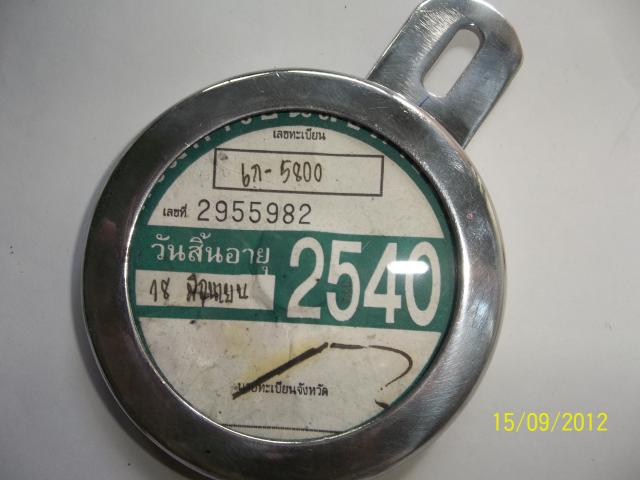 เลขทะเบียน
5800
เลขที่ 2955982
วันสิ้นอายุ
18 มิถุนายน
2540
นายทะเบียนจังหวัด
15/09/2012